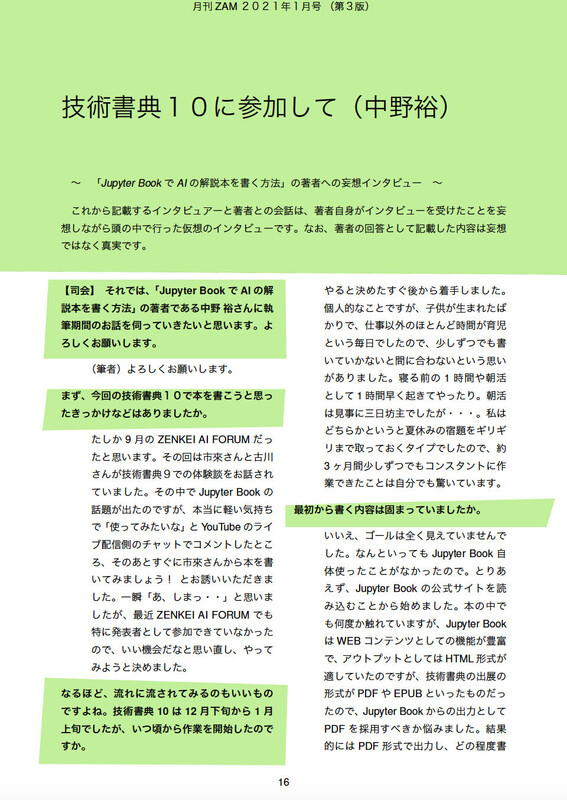 月刊 ZAM ２０２１年１月号 （第３版）
技術書典１０に参加して（中野裕）
～ 「Jupyter Book で AI の解説本を書く方法」の著者への妄想インタビュー ～
これから記載するインタビュアーと著者との会話は、著者自身がインタビューを受けたことを妄
想しながら頭の中で行った仮想のインタビューです。なお、著者の回答として記載した内容は妄想
ではなく真実です。
【司会】 それでは、「Jupyter Book で AI の解
説本を書く方法」の著者である中野 裕さんに執
筆期間のお話を伺っていきたいと思います。よ
ろしくお願いします。
（筆者）よろしくお願いします。
まず、今回の技術書典１０で本を書こうと思っ
たきっかけなどはありましたか。
たしか 9 月の ZENKEI AI FORUM だっ
たと思います。その回は市來さんと古川
さんが技術書典９での体験談をお話され
ていました。その中で Jupyter Book の
話題が出たのですが、本当に軽い気持ち
で「使ってみたいな」と YouTube のライ
ブ配信側のチャットでコメントしたとこ
ろ、そのあとすぐに市來さんから本を書
いてみましょう！ とお誘いいただきまし
た。一瞬「あ、しまっ・・」と思いまし
たが、最近 ZENKEI AI FORUM でも
特に発表者として参加できていなかった
ので、いい機会だなと思い直し、やって
みようと決めました。
なるほど、流れに流されてみるのもいいもの
ですよね。技術書典 10 は 12 月下旬から 1 月
上旬でしたが、いつ頃から作業を開始したので
すか。
やると決めたすぐ後から着手しました。
個人的なことですが、子供が生まれたば
かりで、仕事以外のほとんど時間が育児
という毎日でしたので、少しずつでも書
いていかないと間に合わないという思い
がありました。寝る前の 1 時間や朝活
として 1 時間早く起きてやったり。朝活
は見事に三日坊主でしたが・・・。私は
どちらかというと夏休みの宿題をギリギ
リまで取っておくタイプでしたので、約
3 ヶ月間少しずつでもコンスタントに作
業できたことは自分でも驚いています。
最初から書く内容は固まっていましたか。
いいえ、ゴールは全く見えていませんで
した。なんといっても Jupyter Book 自
体使ったことがなかったので。とりあ
えず、Jupyter Book の公式サイトを読
み込むことから始めました。本の中で
も何度か触れていますが、Jupyter Book
は WEB コンテンツとしての機能が豊富
で、アウトプットとしては HTML 形式が
適していたのですが、技術書典の出展の
形式が PDF や EPUB といったものだっ
たので、Jupyter Book からの出力として
PDF を採用すべきか悩みました。結果
的には PDF 形式で出力し、どの程度書
16